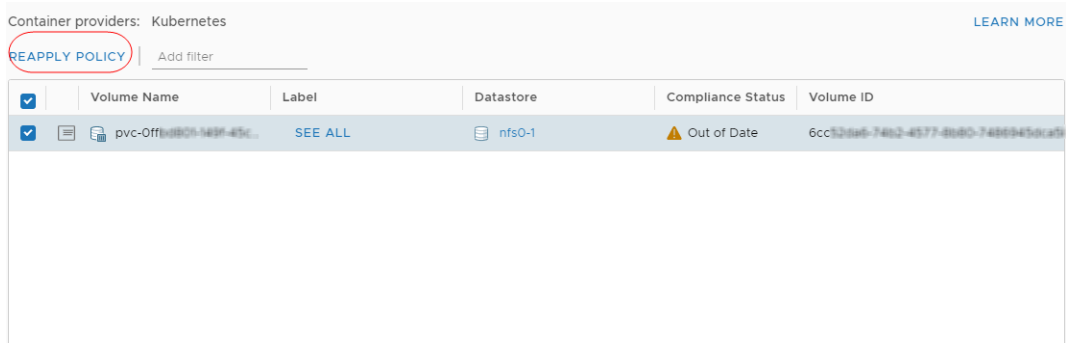 Container providers: Kubernetes LEARN MORE
REAPPLY POLICY Add filter
Volume Name Label Datastore Compliance Status Volume ID
pvc-0ff SEE ALL nfs0-1 Out of Date 6cc